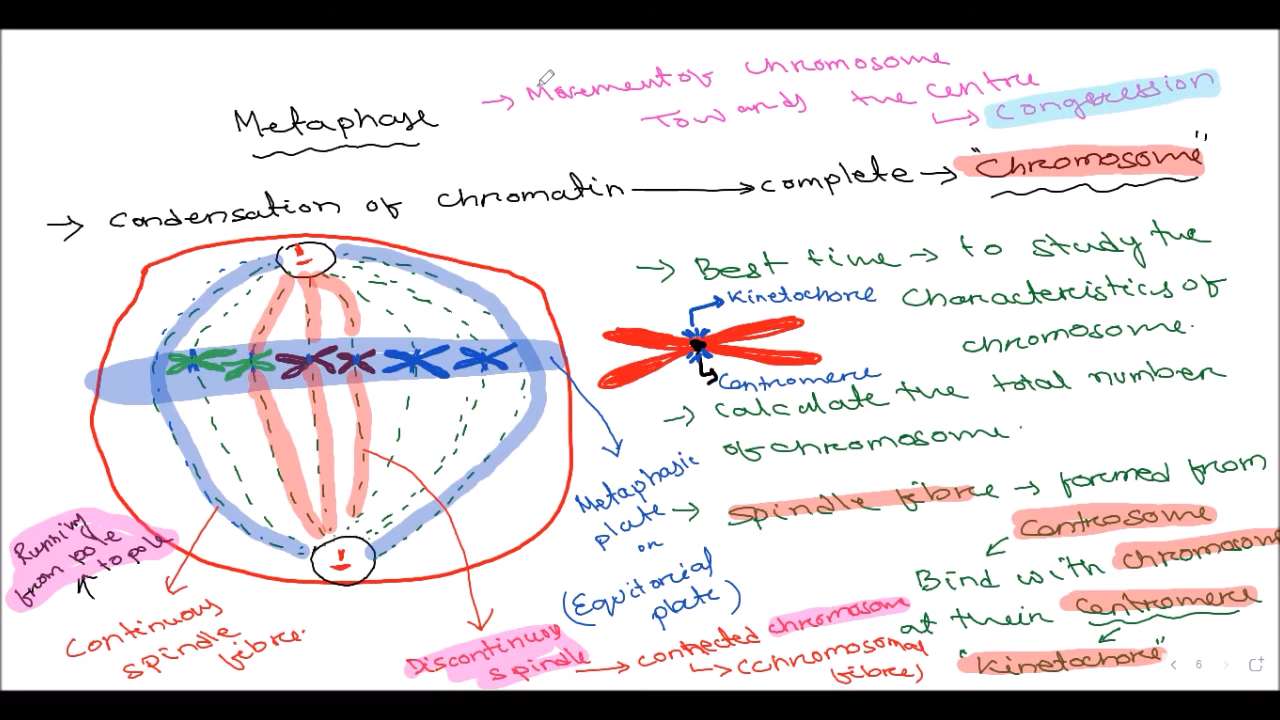 Metaphase
→ Movement of chromosome
Towards the centre
↳ Congression
→ Condensation of chromatin → complete → "Chromosome"
→ Best time → to study the
characteristics of
chromosome.
Kinetochore
Centromere
→ Calculate the total number
of chromosome.
Metaphasic
plate
or
(Equitorial
plate)
→ Spindle fibre → formed from
Centrosome
Bind with chromosome
at their centromere
"Kinetochore"
Running
from pole
to pole
Continuous
spindle
fibre.
Discontinuous
spindle → connected chromosome
↳ (chromosomal
fibre)
6